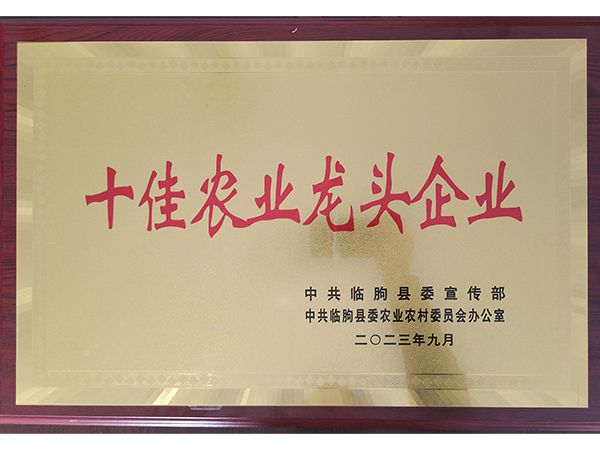 十佳农业龙头企业
中共临朐县委宣传部
中共临朐县委农业农村委员会办公室
二〇二三年九月